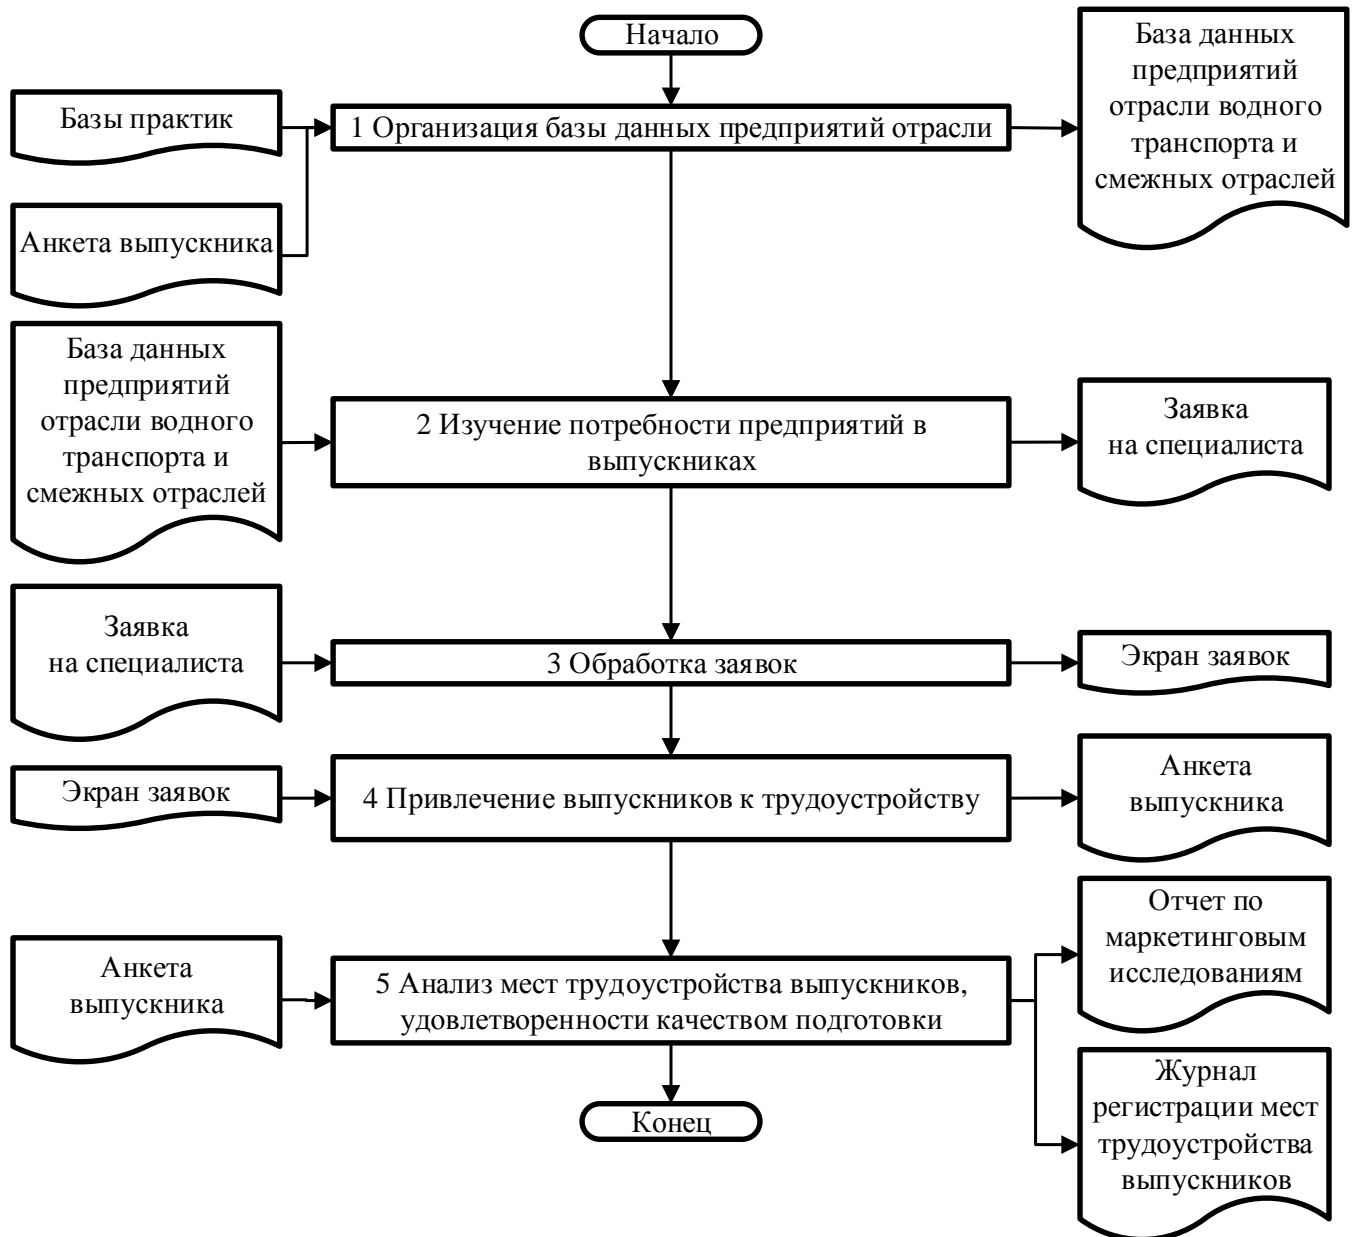 Начало
База данных
предприятий
отрасли водного
транспорта и
смежных отраслей
Базы практик
1 Организация базы данных предприятий отрасли
Анкета выпускника
База данных
предприятий
отрасли водного
транспорта и
смежных отраслей
2 Изучение потребности предприятий в
выпускниках
Заявка
на специалиста
Заявка
на специалиста
3 Обработка заявок
Экран заявок
Экран заявок
4 Привлечение выпускников к трудоустройству
Анкета
выпускника
Анкета
выпускника
5 Анализ мест трудоустройства выпускников,
удовлетворенности качеством подготовки
Отчет по
маркетинговым
исследованиям
Журнал
регистрации мест
трудоустройства
выпускников
Конец